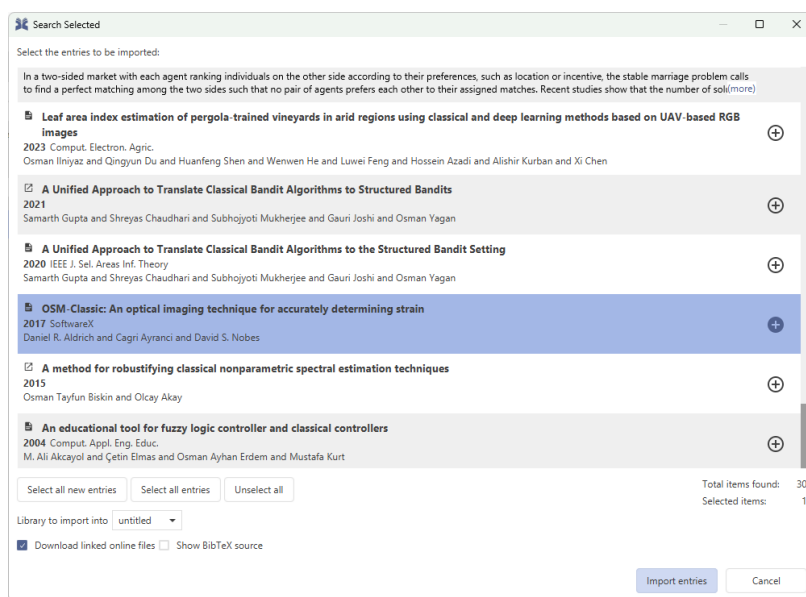 Search Selected
Select the entries to be imported:
In a two-sided market with each agent ranking individuals on the other side according to their preferences, such as location or incentive, the stable marriage problem calls
to find a perfect matching among the two sides such that no pair of agents prefers each other to their assigned matches. Recent studies show that the number of sol(more)
Leaf area index estimation of pergola-trained vineyards in arid regions using classical and deep learning methods based on UAV-based RGB
images
2023 Comput. Electron. Agric.
Osman Ilniyaz and Qingyun Du and Huanfeng Shen and Wenwen He and Luwei Feng and Hossein Azadi and Alishir Kurban and Xi Chen
A Unified Approach to Translate Classical Bandit Algorithms to Structured Bandits
2021
Samarth Gupta and Shreyas Chaudhari and Subhojyoti Mukherjee and Gauri Joshi and Osman Yagan
A Unified Approach to Translate Classical Bandit Algorithms to the Structured Bandit Setting
2020 IEEE J. Sel. Areas Inf. Theory
Samarth Gupta and Shreyas Chaudhari and Subhojyoti Mukherjee and Gauri Joshi and Osman Yagan
OSM-Classic: An optical imaging technique for accurately determining strain
2017 SoftwareX
Daniel R. Aldrich and Cagri Ayranci and David S. Nobes
A method for robustifying classical nonparametric spectral estimation techniques
2015
Osman Tayfun Biskin and Olcay Akay
An educational tool for fuzzy logic controller and classical controllers
2004 Comput. Appl. Eng. Educ.
M. Ali Akcayol and Çetin Elmas and Osman Ayhan Erdem and Mustafa Kurt
Select all new entries Select all entries Unselect all
Total items found: 30
Selected items: 1
Library to import into untitled
Download linked online files Show BibTeX source
Import entries Cancel